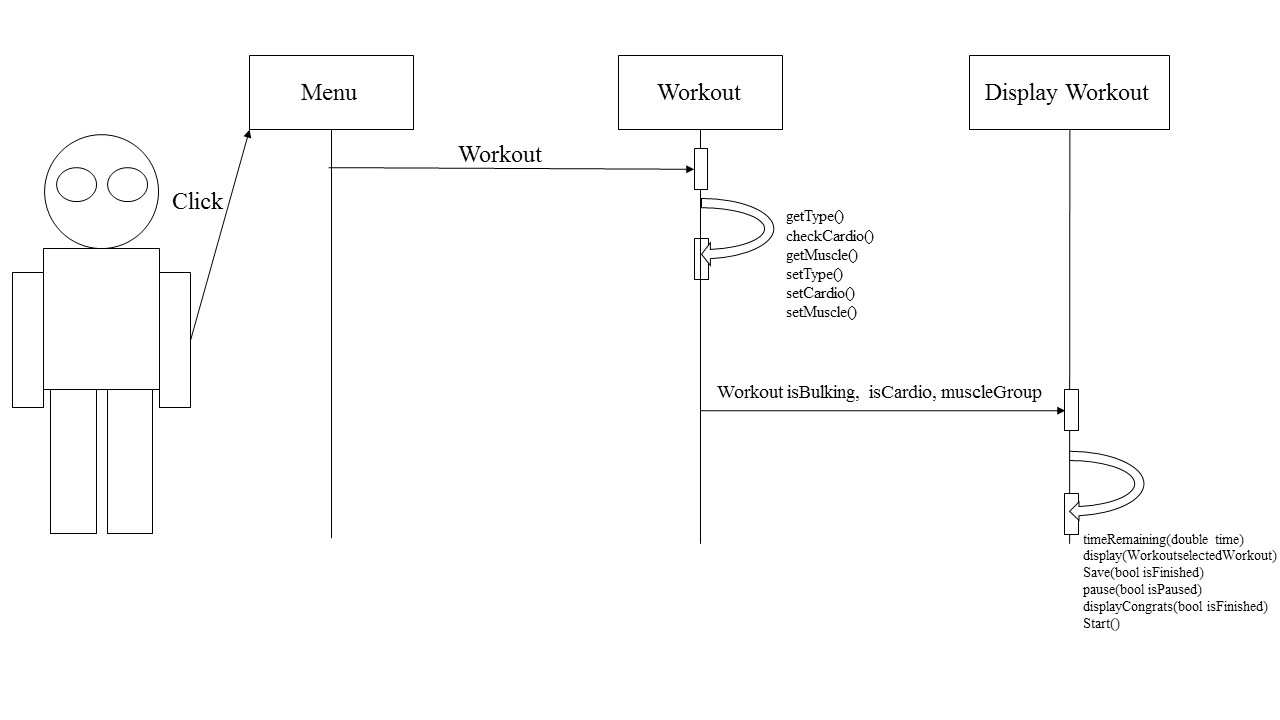 Menu
Workout
Display Workout
Workout
Click
getType()
checkCardio()
getMuscle()
setType()
setCardio()
setMuscle()
Workout isBulking,  isCardio, muscleGroup
timeRemaining(double  time)
display(WorkoutselectedWorkout)
Save(bool isFinished)
pause(bool isPaused)
displayCongrats(bool isFinished)
Start()